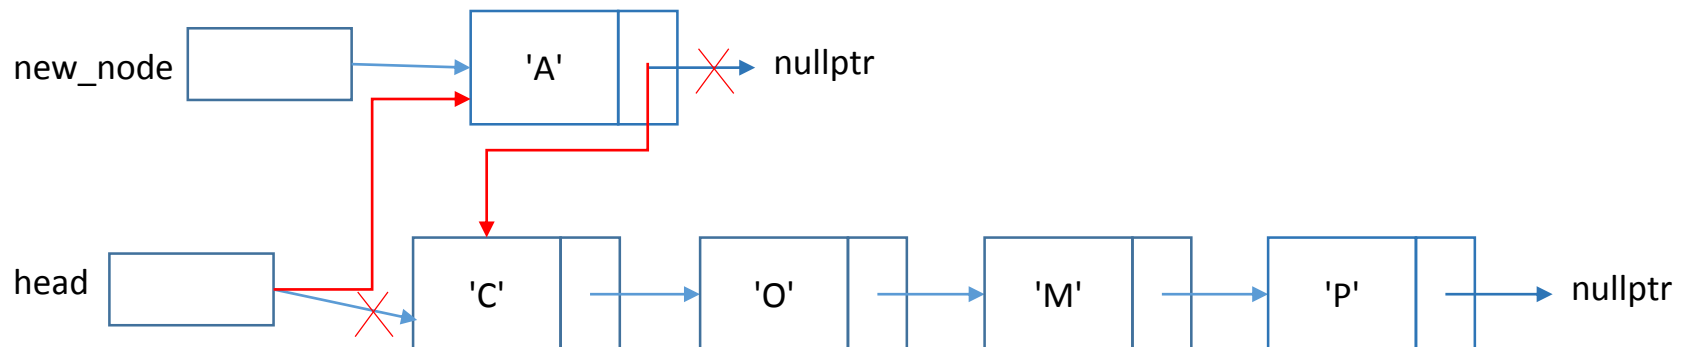 new_node 'A' nullptr
head 'C' 'O' 'M' 'P' nullptr